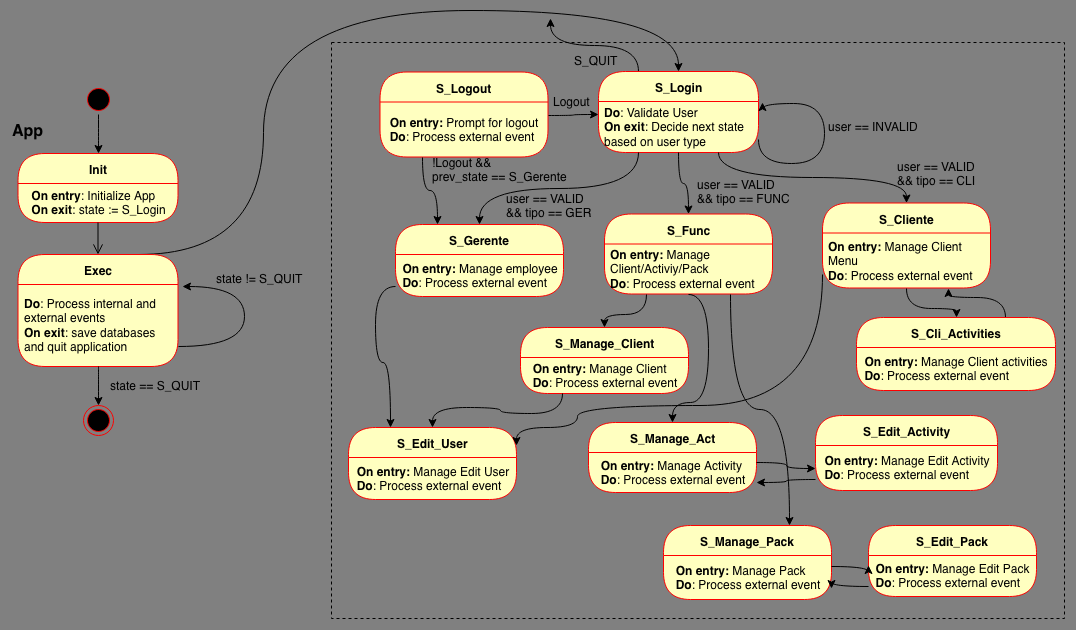 App
Init
On entry: Initialize App
On exit: state := S_Login
Exec
Do: Process internal and
external events
On exit: save databases
and quit application
state != S_QUIT
state == S_QUIT
S_QUIT
S_Logout
On entry: Prompt for logout
Do: Process external event
Logout
S_Login
Do: Validate User
On exit: Decide next state
based on user type
user == INVALID
!Logout &&
prev_state == S_Gerente
user == VALID
&& tipo == GER
user == VALID
&& tipo == FUNC
user == VALID
&& tipo == CLI
S_Gerente
On entry: Manage employee
Do: Process external event
S_Func
On entry: Manage
Client/Activiy/Pack
Do: Process external event
S_Cliente
On entry: Manage Client
Menu
Do: Process external event
S_Manage_Client
On entry: Manage Client
Do: Process external event
S_Cli_Activities
On entry: Manage Client activities
Do: Process external event
S_Edit_User
On entry: Manage Edit User
Do: Process external event
S_Manage_Act
On entry: Manage Activity
Do: Process external event
S_Edit_Activity
On entry: Manage Edit Activity
Do: Process external event
S_Manage_Pack
On entry: Manage Pack
Do: Process external event
S_Edit_Pack
On entry: Manage Edit Pack
Do: Process external event